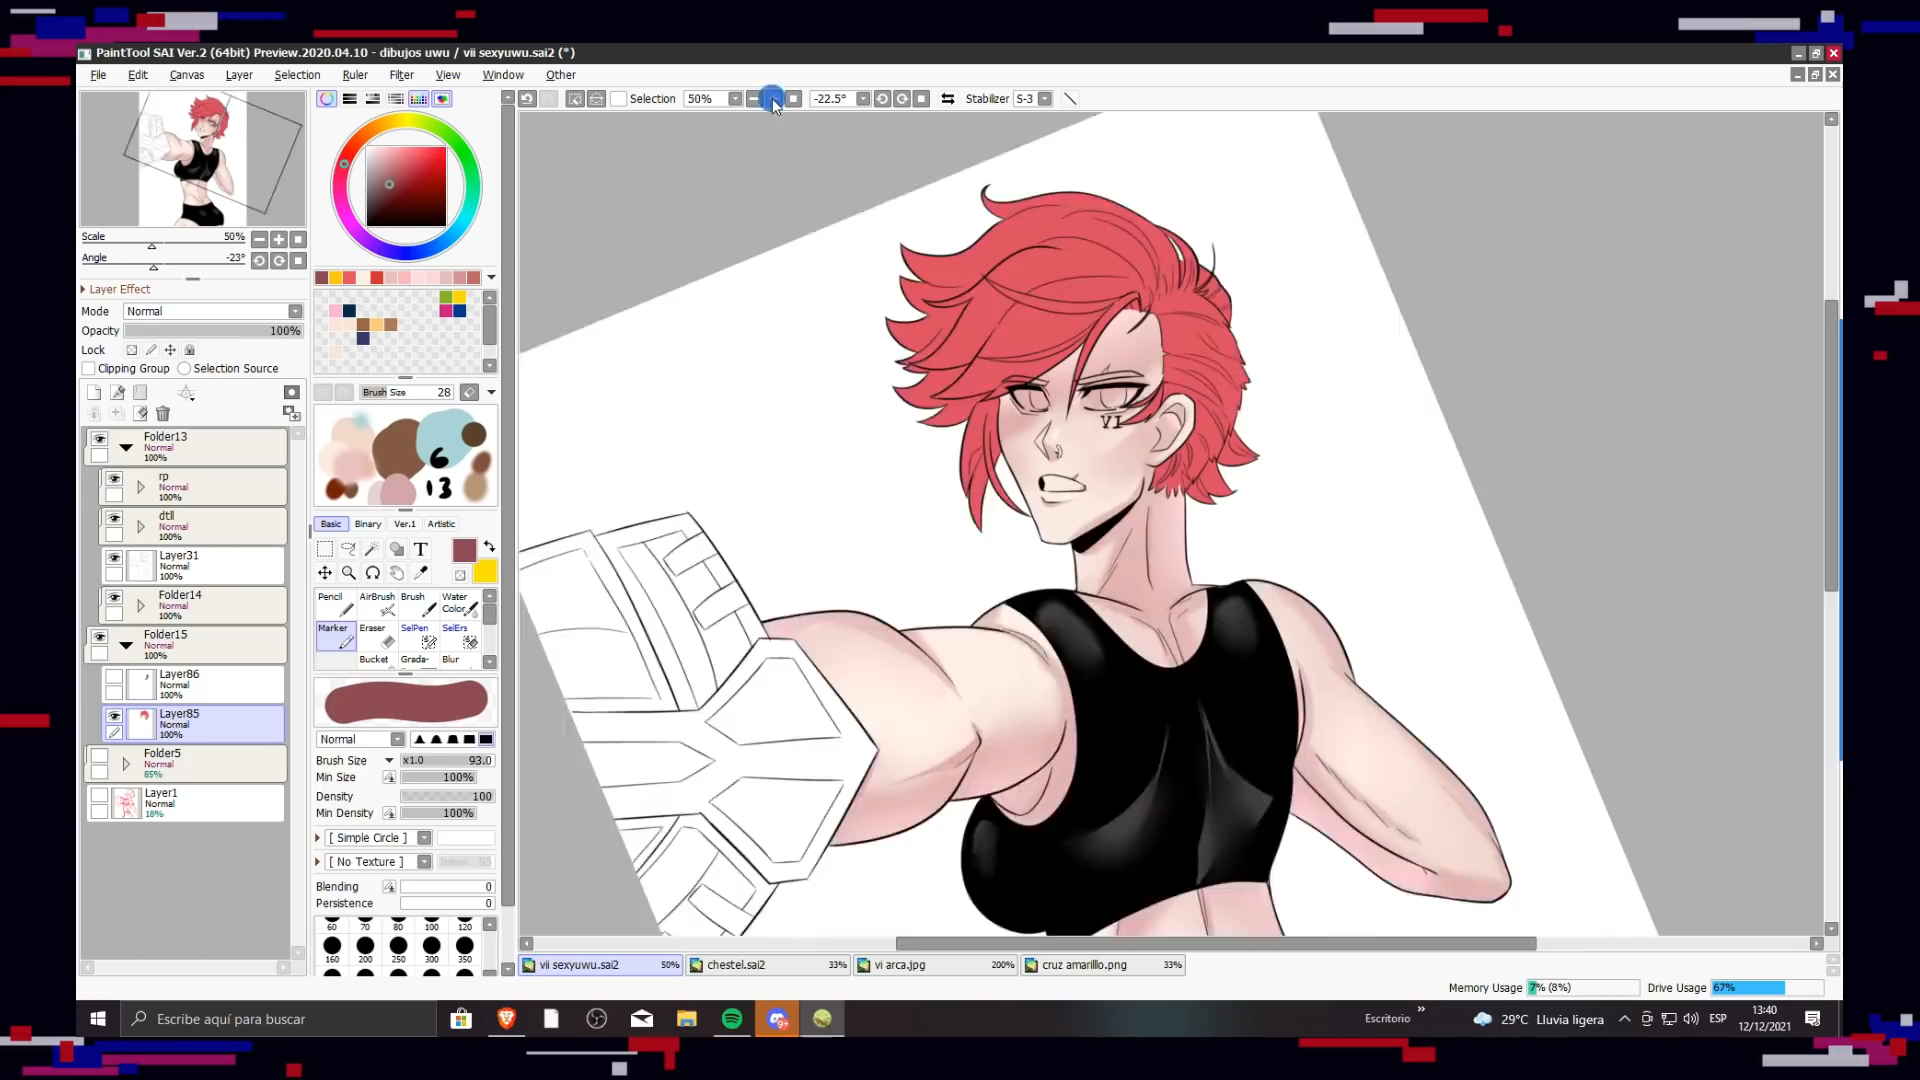 PaintTool SAI Ver.2 (64bit) Preview.2020.04.10 - dibujos uwu / vii sexyuwu.sai2 (*)
File Edit Canvas Layer Selection Ruler Filter View Window Other
Selection 50% -22.5° Stabilizer S-3
Scale 50%
Angle -23°
Layer Effect
Mode Normal
Opacity 100%
Lock
Clipping Group Selection Source
Folder13
Normal
100%
rp
Normal
100%
dtll
Normal
100%
Layer31
Normal
100%
Folder14
Normal
100%
Folder15
Normal
100%
Layer86
Normal
100%
Layer85
Normal
100%
Folder5
Normal
85%
Layer1
Normal
18%
Brush Size 28
6
13
Basic Binary Ver.1 Artistic
T
Pencil AirBrush Brush Water Color
Marker Eraser SelPen SelErs
Bucket Grada- Blur
Normal
Brush Size x1.0 93.0
Min Size 100%
Density 100
Min Density 100%
[ Simple Circle ]
[ No Texture ] 95
Blending 0
Persistence 0
60 70 80 100 120
160 200 250 300 350
VI
vii sexyuwu.sai2 50% chestel.sai2 33% vi arca.jpg 200% cruz amarillo.png 33%
Memory Usage 7% (8%) Drive Usage 67%
Escribe aquí para buscar
9+
Escritorio »
29°C Lluvia ligera
ESP
13:40
12/12/2021